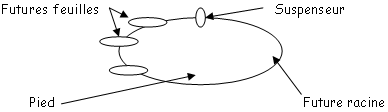 Futures feuilles
Suspenseur
Pied
Future racine